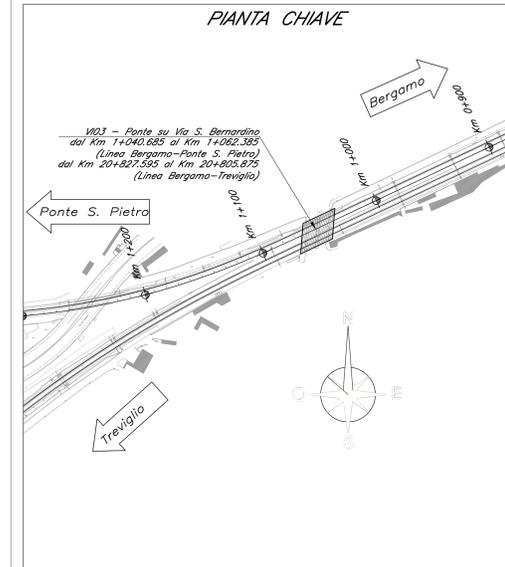 PIANTA CHIAVE
Bergamo
Km 0+900
VI03 – Ponte su Via S. Bernardino
dal Km 1+040.685 al Km 1+062.385
(Linea Bergamo-Ponte S. Pietro)
dal Km 20+827.595 al Km 20+805.875
(Linea Bergamo-Treviglio)
Km 1+000
Ponte S. Pietro
Km 1+100
Km 1+200
N
O
E
S
Treviglio